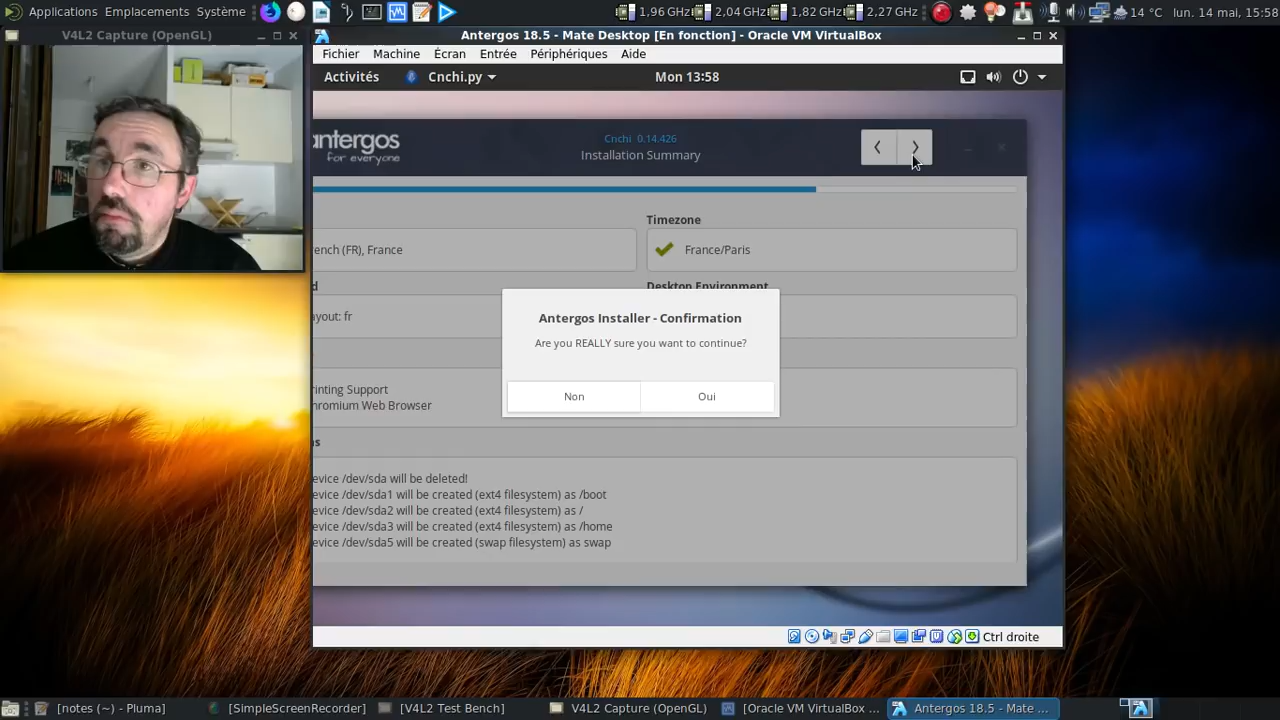 Applications Emplacements Système
1,96 GHz 2,04 GHz 1,82 GHz 2,27 GHz
14 °C lun. 14 mai, 15:58
V4L2 Capture (OpenGL)
Antergos 18.5 - Mate Desktop [En fonction] - Oracle VM VirtualBox
Fichier Machine Écran Entrée Périphériques Aide
Activités Cnchi.py Mon 13:58
antergos
for everyone
Cnchi 0.14.426
Installation Summary
Timezone
ench (FR), France
France/Paris
d
Desktop Environment
ayout: fr
Antergos Installer - Confirmation
Are you REALLY sure you want to continue?
Non Oui
rinting Support
hromium Web Browser
ns
evice /dev/sda will be deleted!
evice /dev/sda1 will be created (ext4 filesystem) as /boot
evice /dev/sda2 will be created (ext4 filesystem) as /
evice /dev/sda3 will be created (ext4 filesystem) as /home
evice /dev/sda5 will be created (swap filesystem) as swap
Ctrl droite
[notes (~) - Pluma]
[SimpleScreenRecorder]
[V4L2 Test Bench]
V4L2 Capture (OpenGL)
[Oracle VM VirtualBox ...
Antergos 18.5 - Mate ...